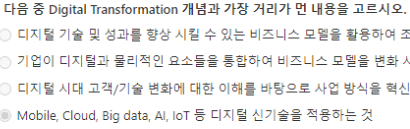 다음 중 Digital Transformation 개념과 가장 거리가 먼 내용을 고르시오.
디지털 기술 및 성과를 향상 시킬 수 있는 비즈니스 모델을 활용하여 조
기업이 디지털과 물리적인 요소들을 통합하여 비즈니스 모델을 변화
디지털 시대 고객/기술 변화에 대한 이해를 바탕으로 사업 방식을 혁신
Mobile, Cloud, Big data, AI, IoT 등 디지털 신기술을 적용하는 것